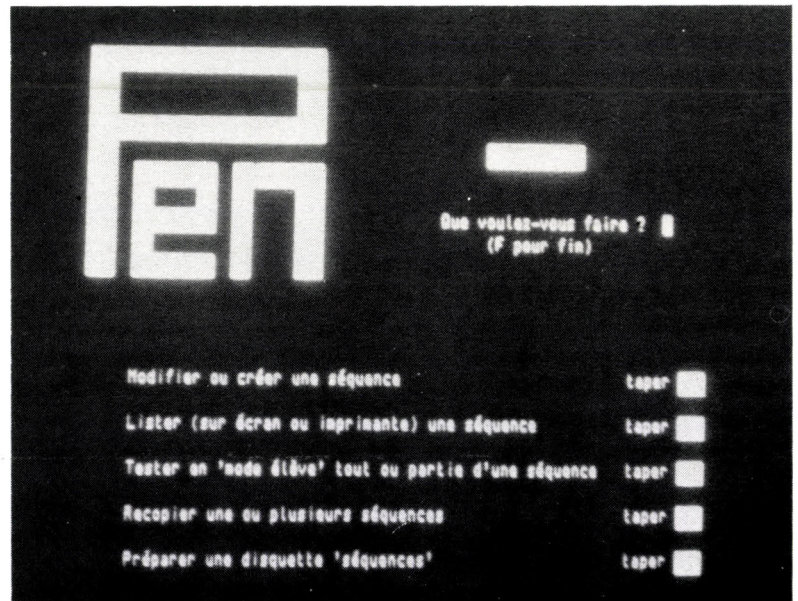 Pen
Que voulez-vous faire ?
(F pour fin)
Modifier ou créer une séquence taper
Lister (sur écran ou imprimante) une séquence taper
Tester en 'mode élève' tout ou partie d'une séquence taper
Recopier une ou plusieurs séquences taper
Préparer une disquette 'séquences' taper